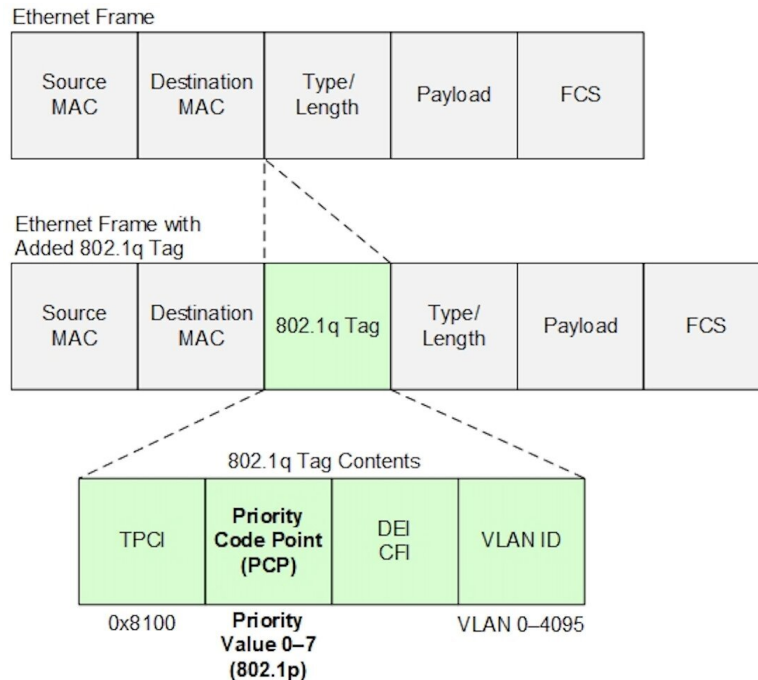 Ethernet Frame
Source
MAC
Destination
MAC
Type/
Length
Payload
FCS
Ethernet Frame with
Added 802.1q Tag
Source
MAC
Destination
MAC
802.1q Tag
Type/
Length
Payload
FCS
802.1q Tag Contents
TPCI
Priority
Code Point
(PCP)
DEI
CFI
VLAN ID
0x8100
Priority
Value 0–7
(802.1p)
VLAN 0–4095